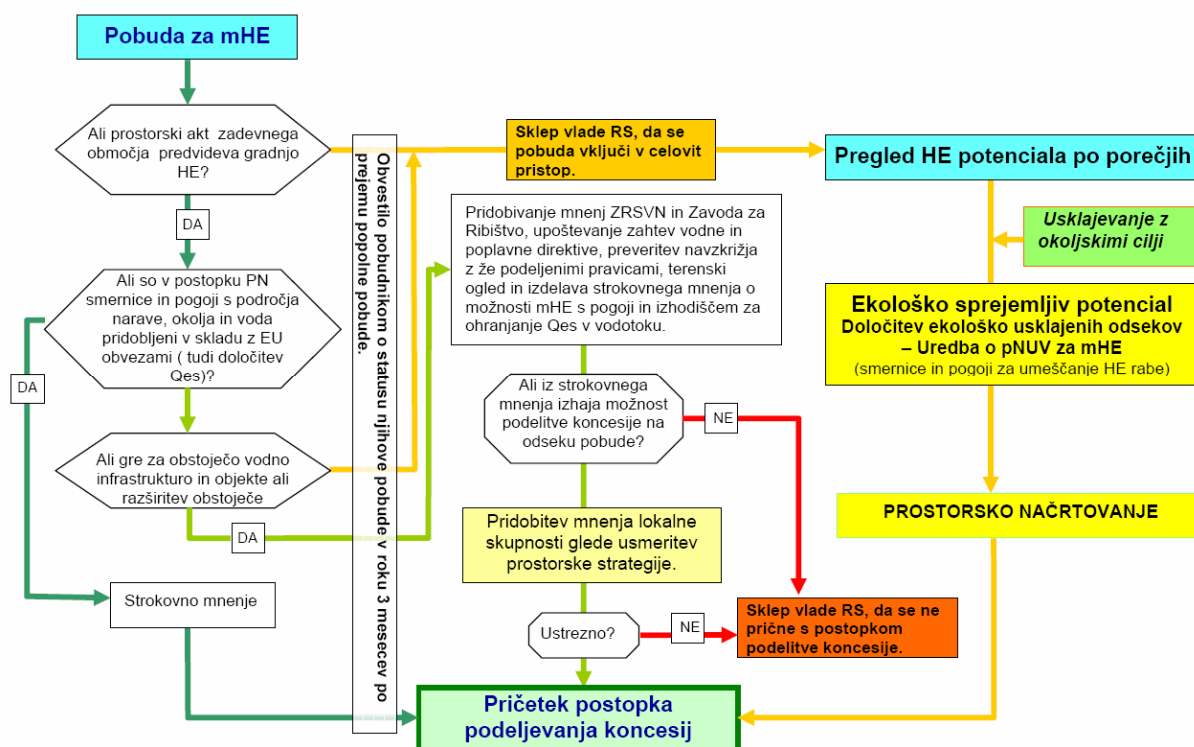 Pobuda za mHE
Ali prostorski akt zadevnega
območja predvideva gradnjo
HE?
DA
Ali so v postopku PN
smernice in pogoji s področja
narave, okolja in voda
pridobljeni v skladu z EU
obvezami ( tudi določitev
Qes)?
DA
Ali gre za obstoječo vodno
infrastrukturo in objekte ali
razširitev obstoječe
DA
Strokovno mnenje
Obvestilo pobudnikom o statusu njihove pobude v roku 3 mesecev po
prejemu popolne pobude.
Sklep vlade RS, da se
pobuda vključi v celovit
pristop.
Pridobivanje mnenj ZRSVN in Zavoda za
Ribištvo, upoštevanje zahtev vodne in
poplavne direktive, preveritev navzkrižja
z že podeljenimi pravicami, terenski
ogled in izdelava strokovnega mnenja o
možnosti mHE s pogoji in izhodiščem za
ohranjanje Qes v vodotoku.
Ali iz strokovnega
mnenja izhaja možnost
podelitve koncesije na
odseku pobude?
NE
Pridobitev mnenja lokalne
skupnosti glede usmeritev
prostorske strategije.
Ustrezno?
NE
Sklep vlade RS, da se ne
prične s postopkom
podelitve koncesije.
Pričetek postopka
podeljevanja koncesij
Pregled HE potenciala po porečjih
Usklajevanje z
okoljskimi cilji
Ekološko sprejemljiv potencial
Določitev ekološko usklajenih odsekov
– Uredba o pNUV za mHE
(smernice in pogoji za umeščanje HE rabe)
PROSTORSKO NAČRTOVANJE
DA